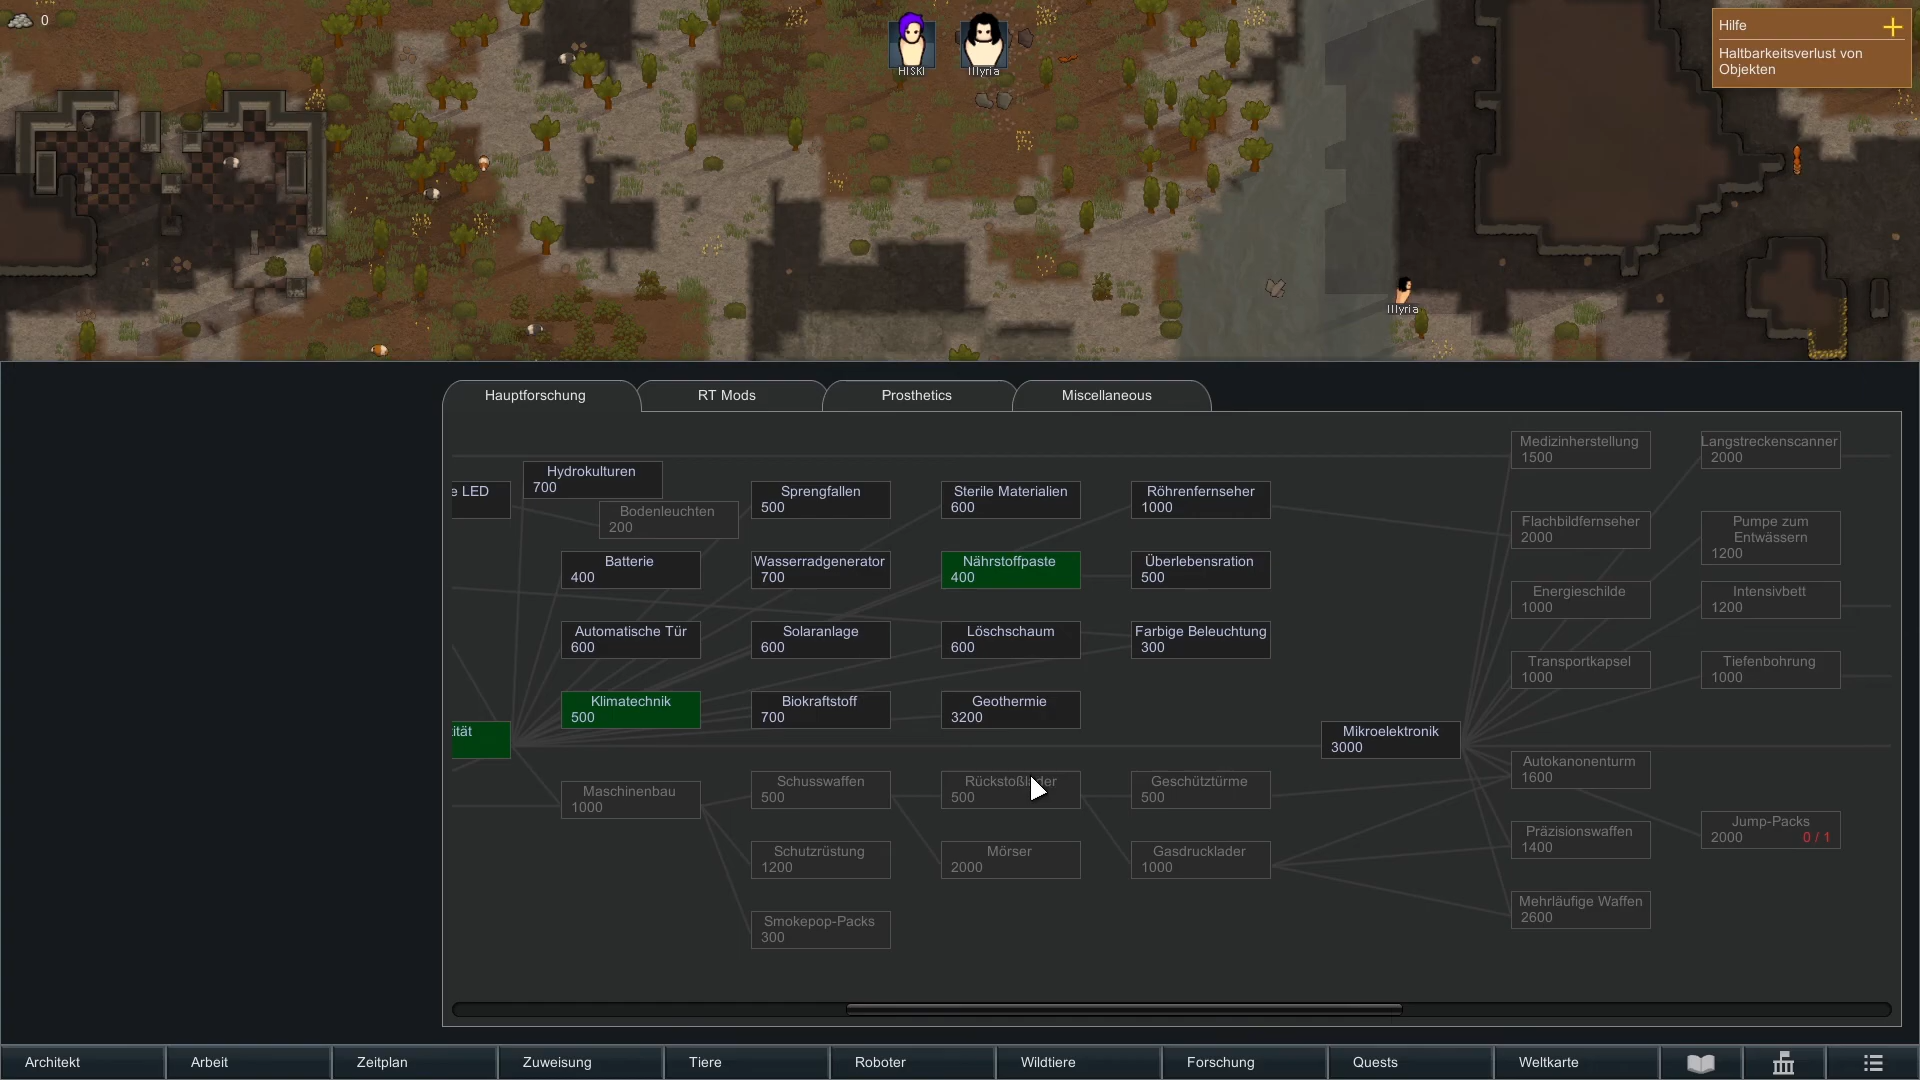 0
HISKI
Illyria
Hilfe
Haltbarkeitsverlust von
Objekten
Illyria
Hauptforschung
RT Mods
Prosthetics
Miscellaneous
e LED
Hydrokulturen
700
Bodenleuchten
200
Sprengfallen
500
Sterile Materialien
600
Röhrenfernseher
1000
Medizinherstellung
1500
Langstreckenscanner
2000
Flachbildfernseher
2000
Pumpe zum
Entwässern
1200
Batterie
400
Wasserradgenerator
700
Nährstoffpaste
400
Überlebensration
500
Energieschilde
1000
Intensivbett
1200
Automatische Tür
600
Solaranlage
600
Löschschaum
600
Farbige Beleuchtung
300
Transportkapsel
1000
Tiefenbohrung
1000
Klimatechnik
500
Biokraftstoff
700
Geothermie
3200
ität
Mikroelektronik
3000
Maschinenbau
1000
Schusswaffen
500
500
Geschütztürme
500
Autokanonenturm
1600
Schutzrüstung
1200
Mörser
2000
Gasdrucklader
1000
Präzisionswaffen
1400
Jump-Packs
2000 0 / 1
Smokepop-Packs
300
Mehrläufige Waffen
2600
Architekt
Arbeit
Zeitplan
Zuweisung
Tiere
Roboter
Wildtiere
Forschung
Quests
Weltkarte